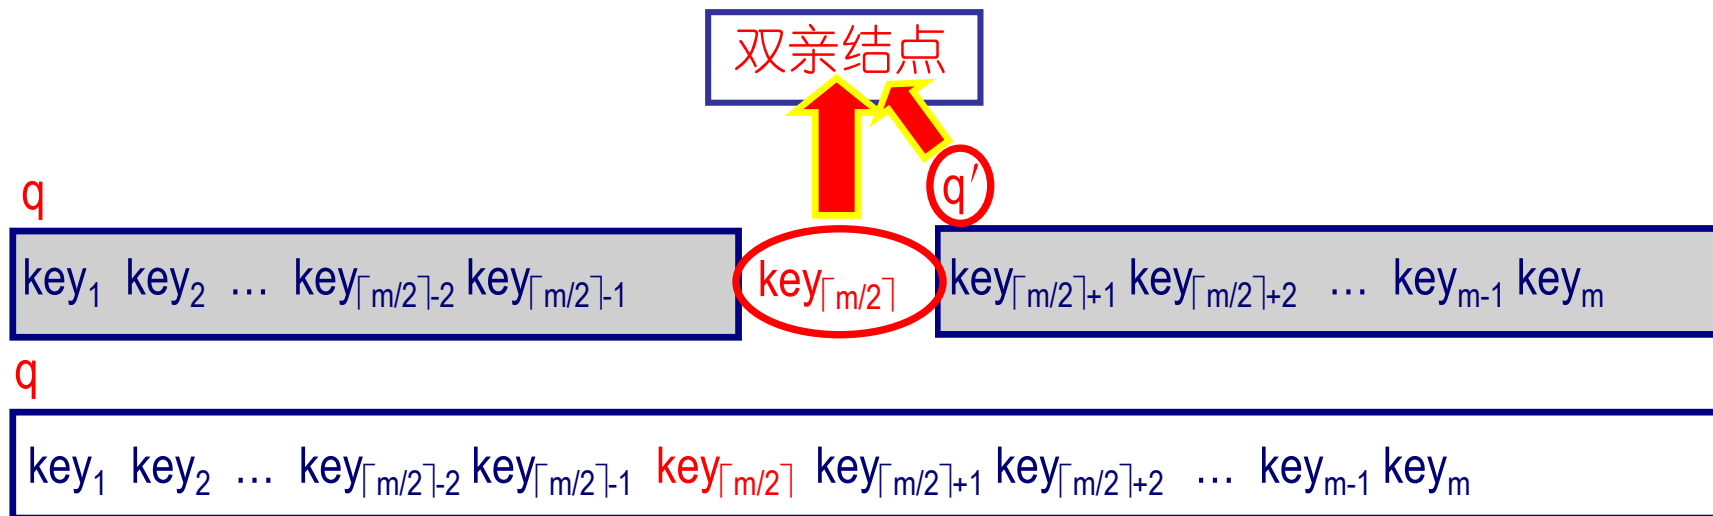 双亲结点
q q′
key₁ key₂ … key⌈m/2⌉-2 key⌈m/2⌉-1 key⌈m/2⌉ key⌈m/2⌉+1 key⌈m/2⌉+2 … keym-1 keym
q
key₁ key₂ … key⌈m/2⌉-2 key⌈m/2⌉-1 key⌈m/2⌉ key⌈m/2⌉+1 key⌈m/2⌉+2 … keym-1 keym